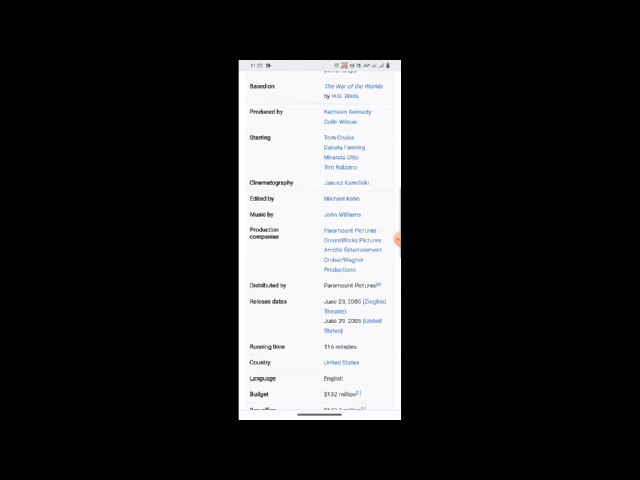 Based on The War of the Worlds
by H.G. Wells
Produced by Kathleen Kennedy
Colin Wilson
Starring Tom Cruise
Dakota Fanning
Miranda Otto
Tim Robbins
Cinematography Janusz Kamiński
Edited by Michael Kahn
Music by John Williams
Production Paramount Pictures
companies DreamWorks Pictures
Amblin Entertainment
Cruise/Wagner
Productions
Distributed by Paramount Pictures
Release dates June 23, 2005 (Ziegfeld
Theatre)
June 29, 2005 (United
States)
Running time 116 minutes
Country United States
Language English
Budget $132 million